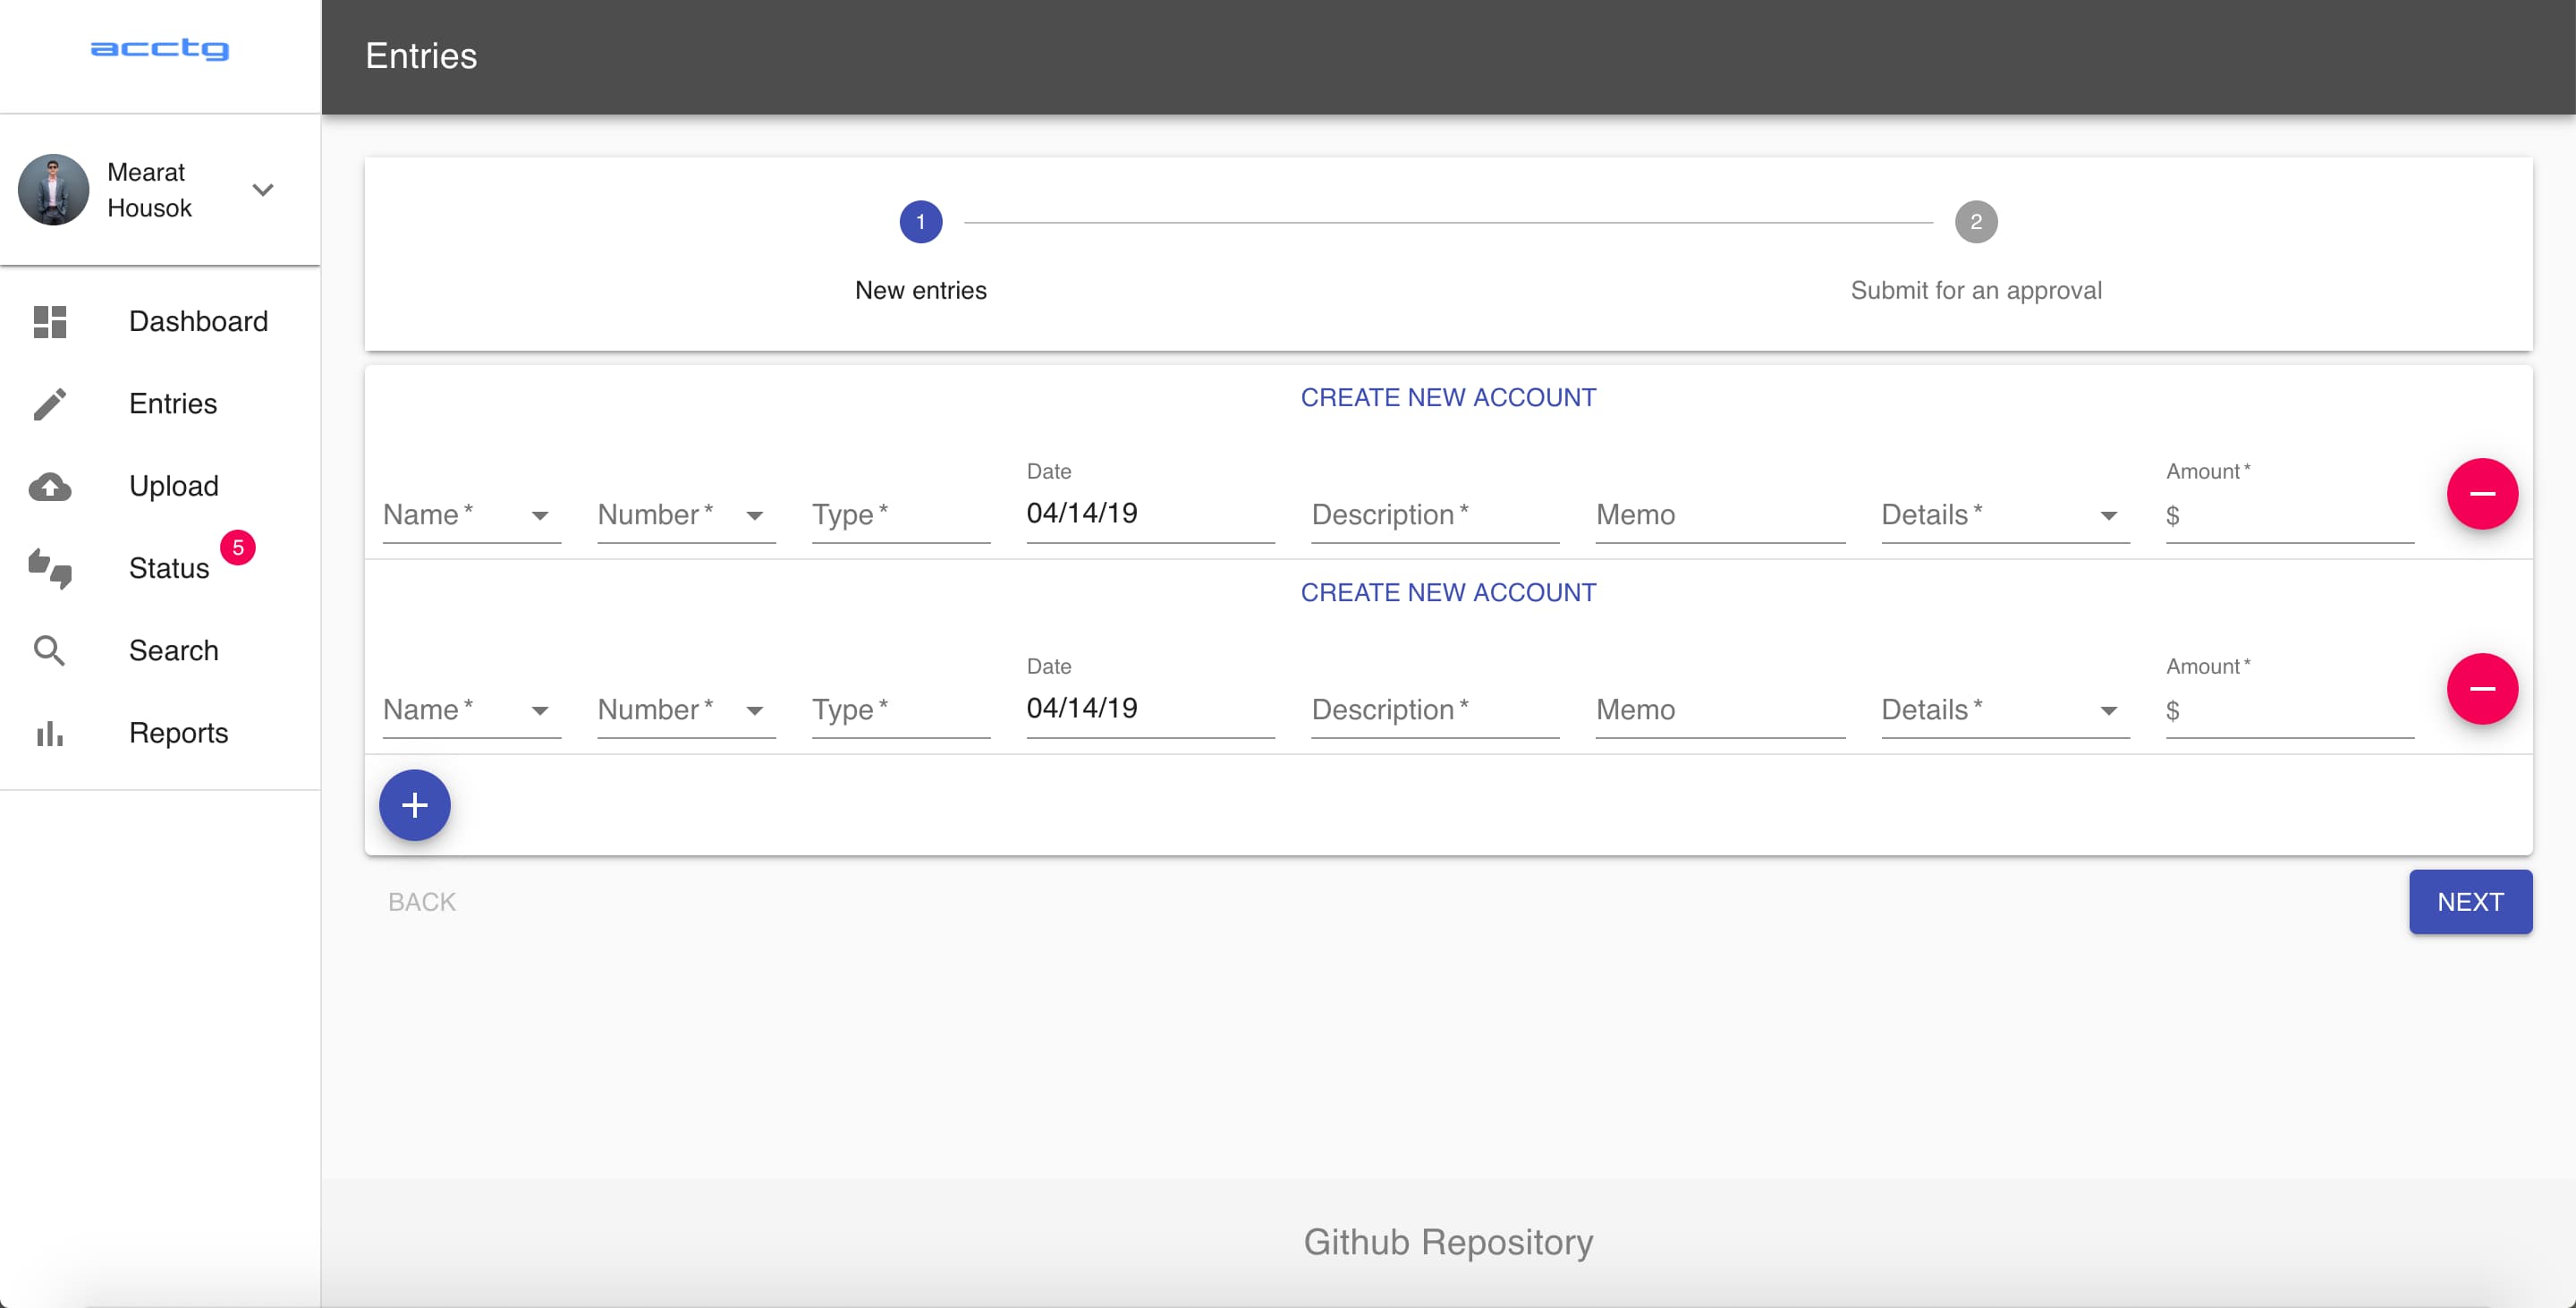 acctg
Entries
Mearat
Housok
Dashboard
Entries
Upload
Status 5
Search
Reports
1 2
New entries Submit for an approval
CREATE NEW ACCOUNT
Date Amount *
Name * Number * Type * 04/14/19 Description * Memo Details * $
CREATE NEW ACCOUNT
Date Amount *
Name * Number * Type * 04/14/19 Description * Memo Details * $
BACK NEXT
Github Repository